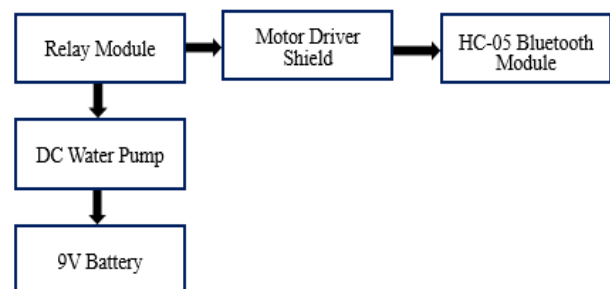 Relay Module
Motor Driver
Shield
HC-05 Bluetooth
Module
DC Water Pump
9V Battery